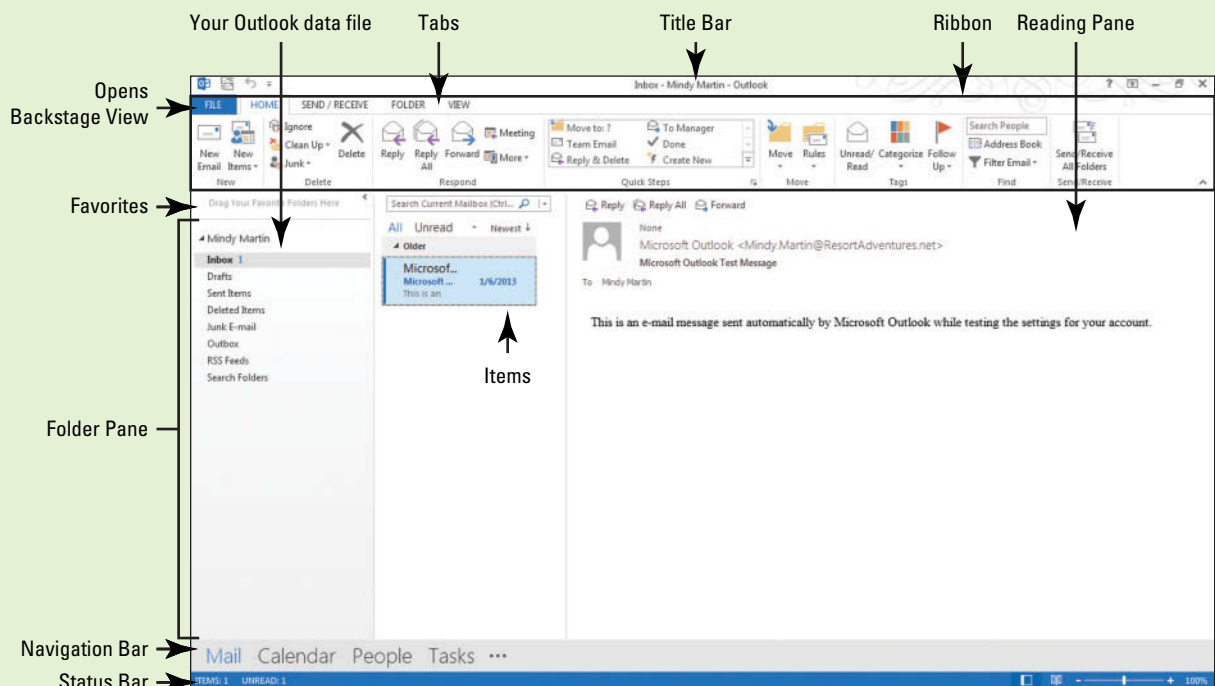 Your Outlook data file Tabs Title Bar Ribbon Reading Pane
Opens
Backstage View
Inbox - Mindy Martin - Outlook
FILE HOME SEND / RECEIVE FOLDER VIEW
New Email
New Items
Ignore
Clean Up
Junk
Delete
Reply
Reply All
Forward
Meeting
More
Move to: ?
Team Email
Reply & Delete
To Manager
Done
Create New
Move
Rules
Unread/ Read
Categorize
Follow Up
Search People
Address Book
Filter Email
Send/Receive All Folders
New Delete Respond Quick Steps Move Tags Find Send/Receive
Favorites
Drag Your Favorite Folders Here
Search Current Mailbox (Ctrl...
Reply Reply All Forward
All Unread Newest
Older
None
Microsoft Outlook <Mindy.Martin@ResortAdventures.net>
Microsoft Outlook Test Message
To Mindy Martin
Mindy Martin
Inbox 1
Drafts
Sent Items
Deleted Items
Junk E-mail
Outbox
RSS Feeds
Search Folders
Microsof...
Microsoft ... 1/6/2013
This is an
This is an e-mail message sent automatically by Microsoft Outlook while testing the settings for your account.
Items
Folder Pane
Navigation Bar
Mail Calendar People Tasks ...
Status Bar
ITEMS: 1 UNREAD: 1
100%